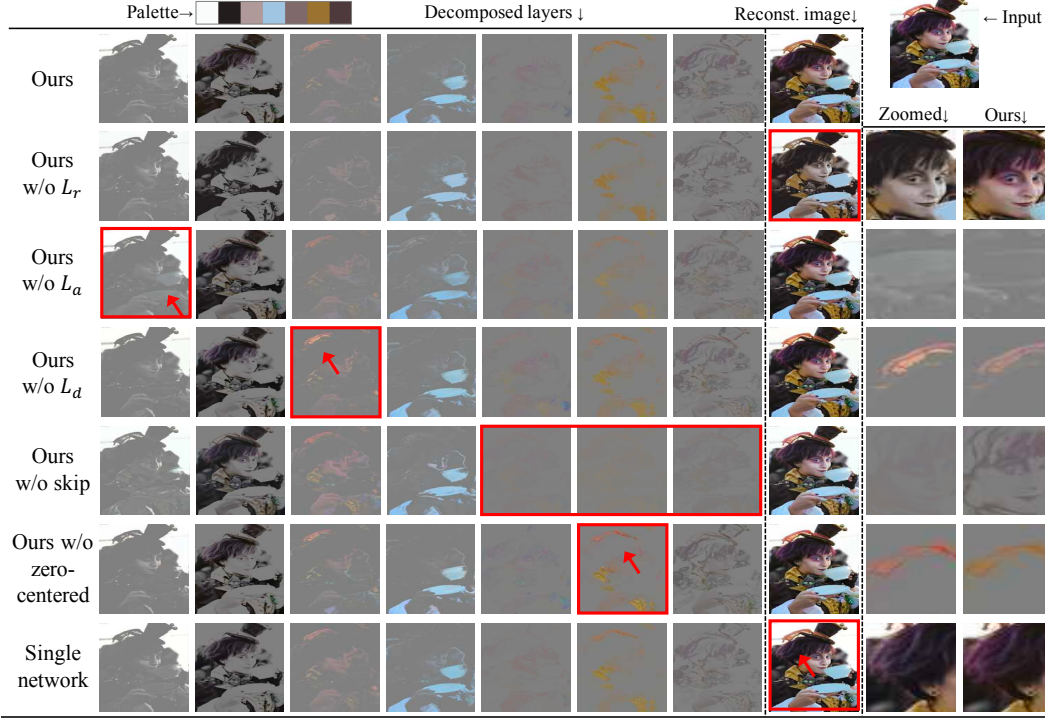 Palette→
Decomposed layers ↓
Reconst. image↓
← Input
Zoomed↓
Ours↓
Ours
Ours
w/o L_r
Ours
w/o L_a
Ours
w/o L_d
Ours
w/o skip
Ours w/o
zero-
centered
Single
network